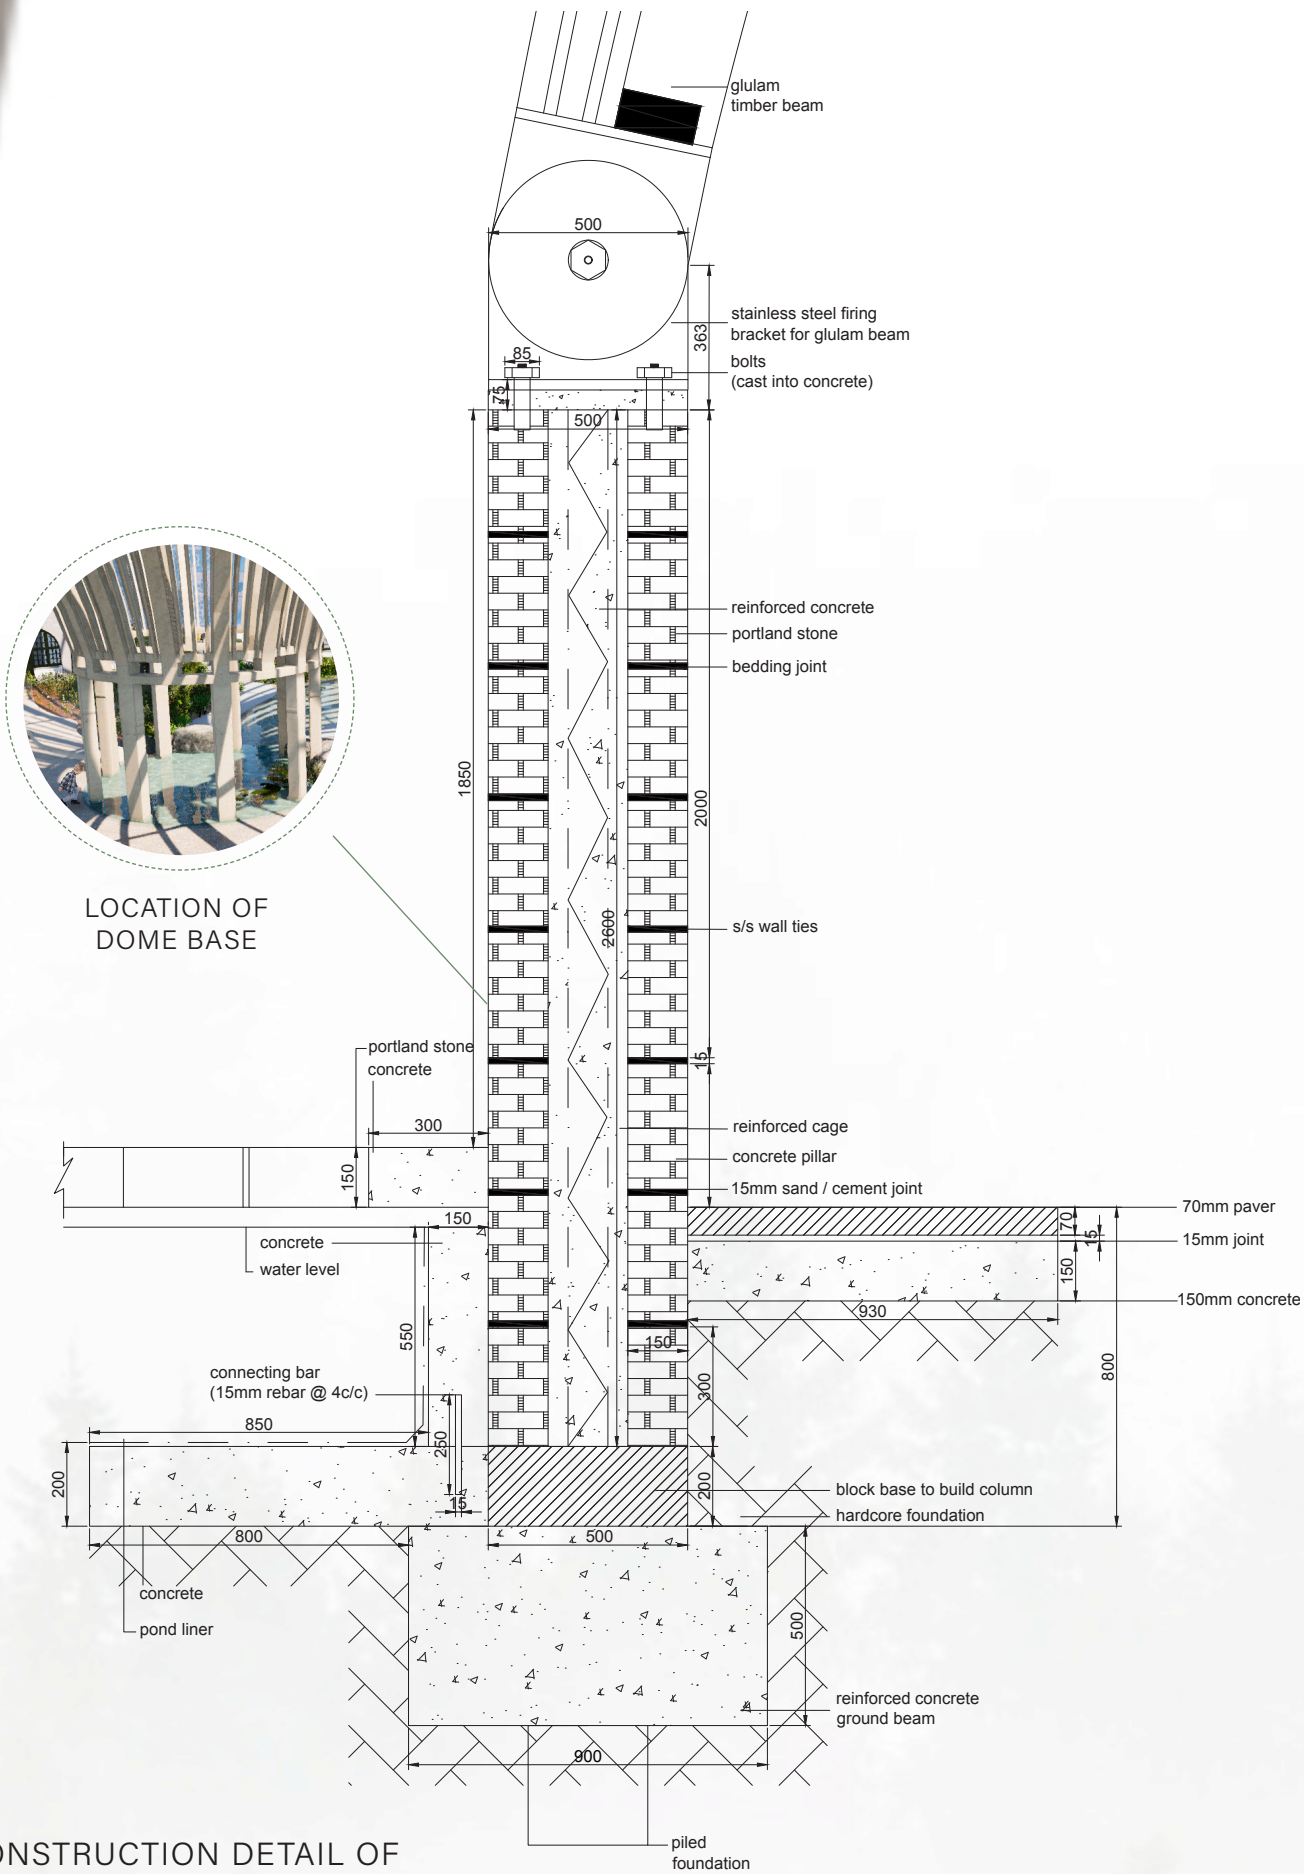 glulam
timber beam
500
stainless steel firing
bracket for glulam beam
363
bolts
(cast into concrete)
85
75
500
reinforced concrete
portland stone
bedding joint
1850
2000
2600
LOCATION OF
DOME BASE
s/s wall ties
portland stone
concrete
15
300
reinforced cage
concrete pillar
150
15mm sand / cement joint
70mm paver
70
15
15mm joint
150
concrete
water level
150
150mm concrete
930
550
150
connecting bar
(15mm rebar @ 4c/c)
300
800
850
250
200
15
200
block base to build column
hardcore foundation
800
500
concrete
pond liner
500
reinforced concrete
ground beam
900
piled
foundation
ONSTRUCTION DETAIL OF